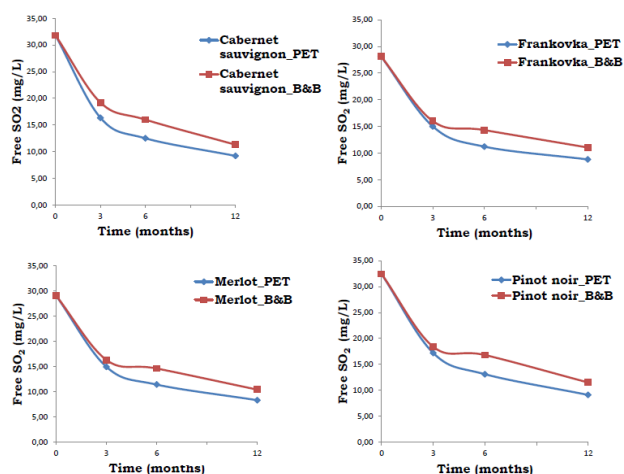 35,00
30,00
25,00
20,00
15,00
10,00
5,00
0,00
Free SO2 (mg/L)
Cabernet
sauvignon_PET
Cabernet
sauvignon_B&B
0 3 6 12
Time (months)
35,00
30,00
25,00
20,00
15,00
10,00
5,00
0,00
Free SO₂ (mg/L)
Frankovka_PET
Frankovka_B&B
0 3 6 12
Time (months)
35,00
30,00
25,00
20,00
15,00
10,00
5,00
0,00
Free SO₂ (mg/L)
Merlot_PET
Merlot_B&B
0 3 6 12
Time (months)
35,00
30,00
25,00
20,00
15,00
10,00
5,00
0,00
Free SO₂ (mg/L)
Pinot noir_PET
Pinot noir_B&B
0 3 6 12
Time (months)